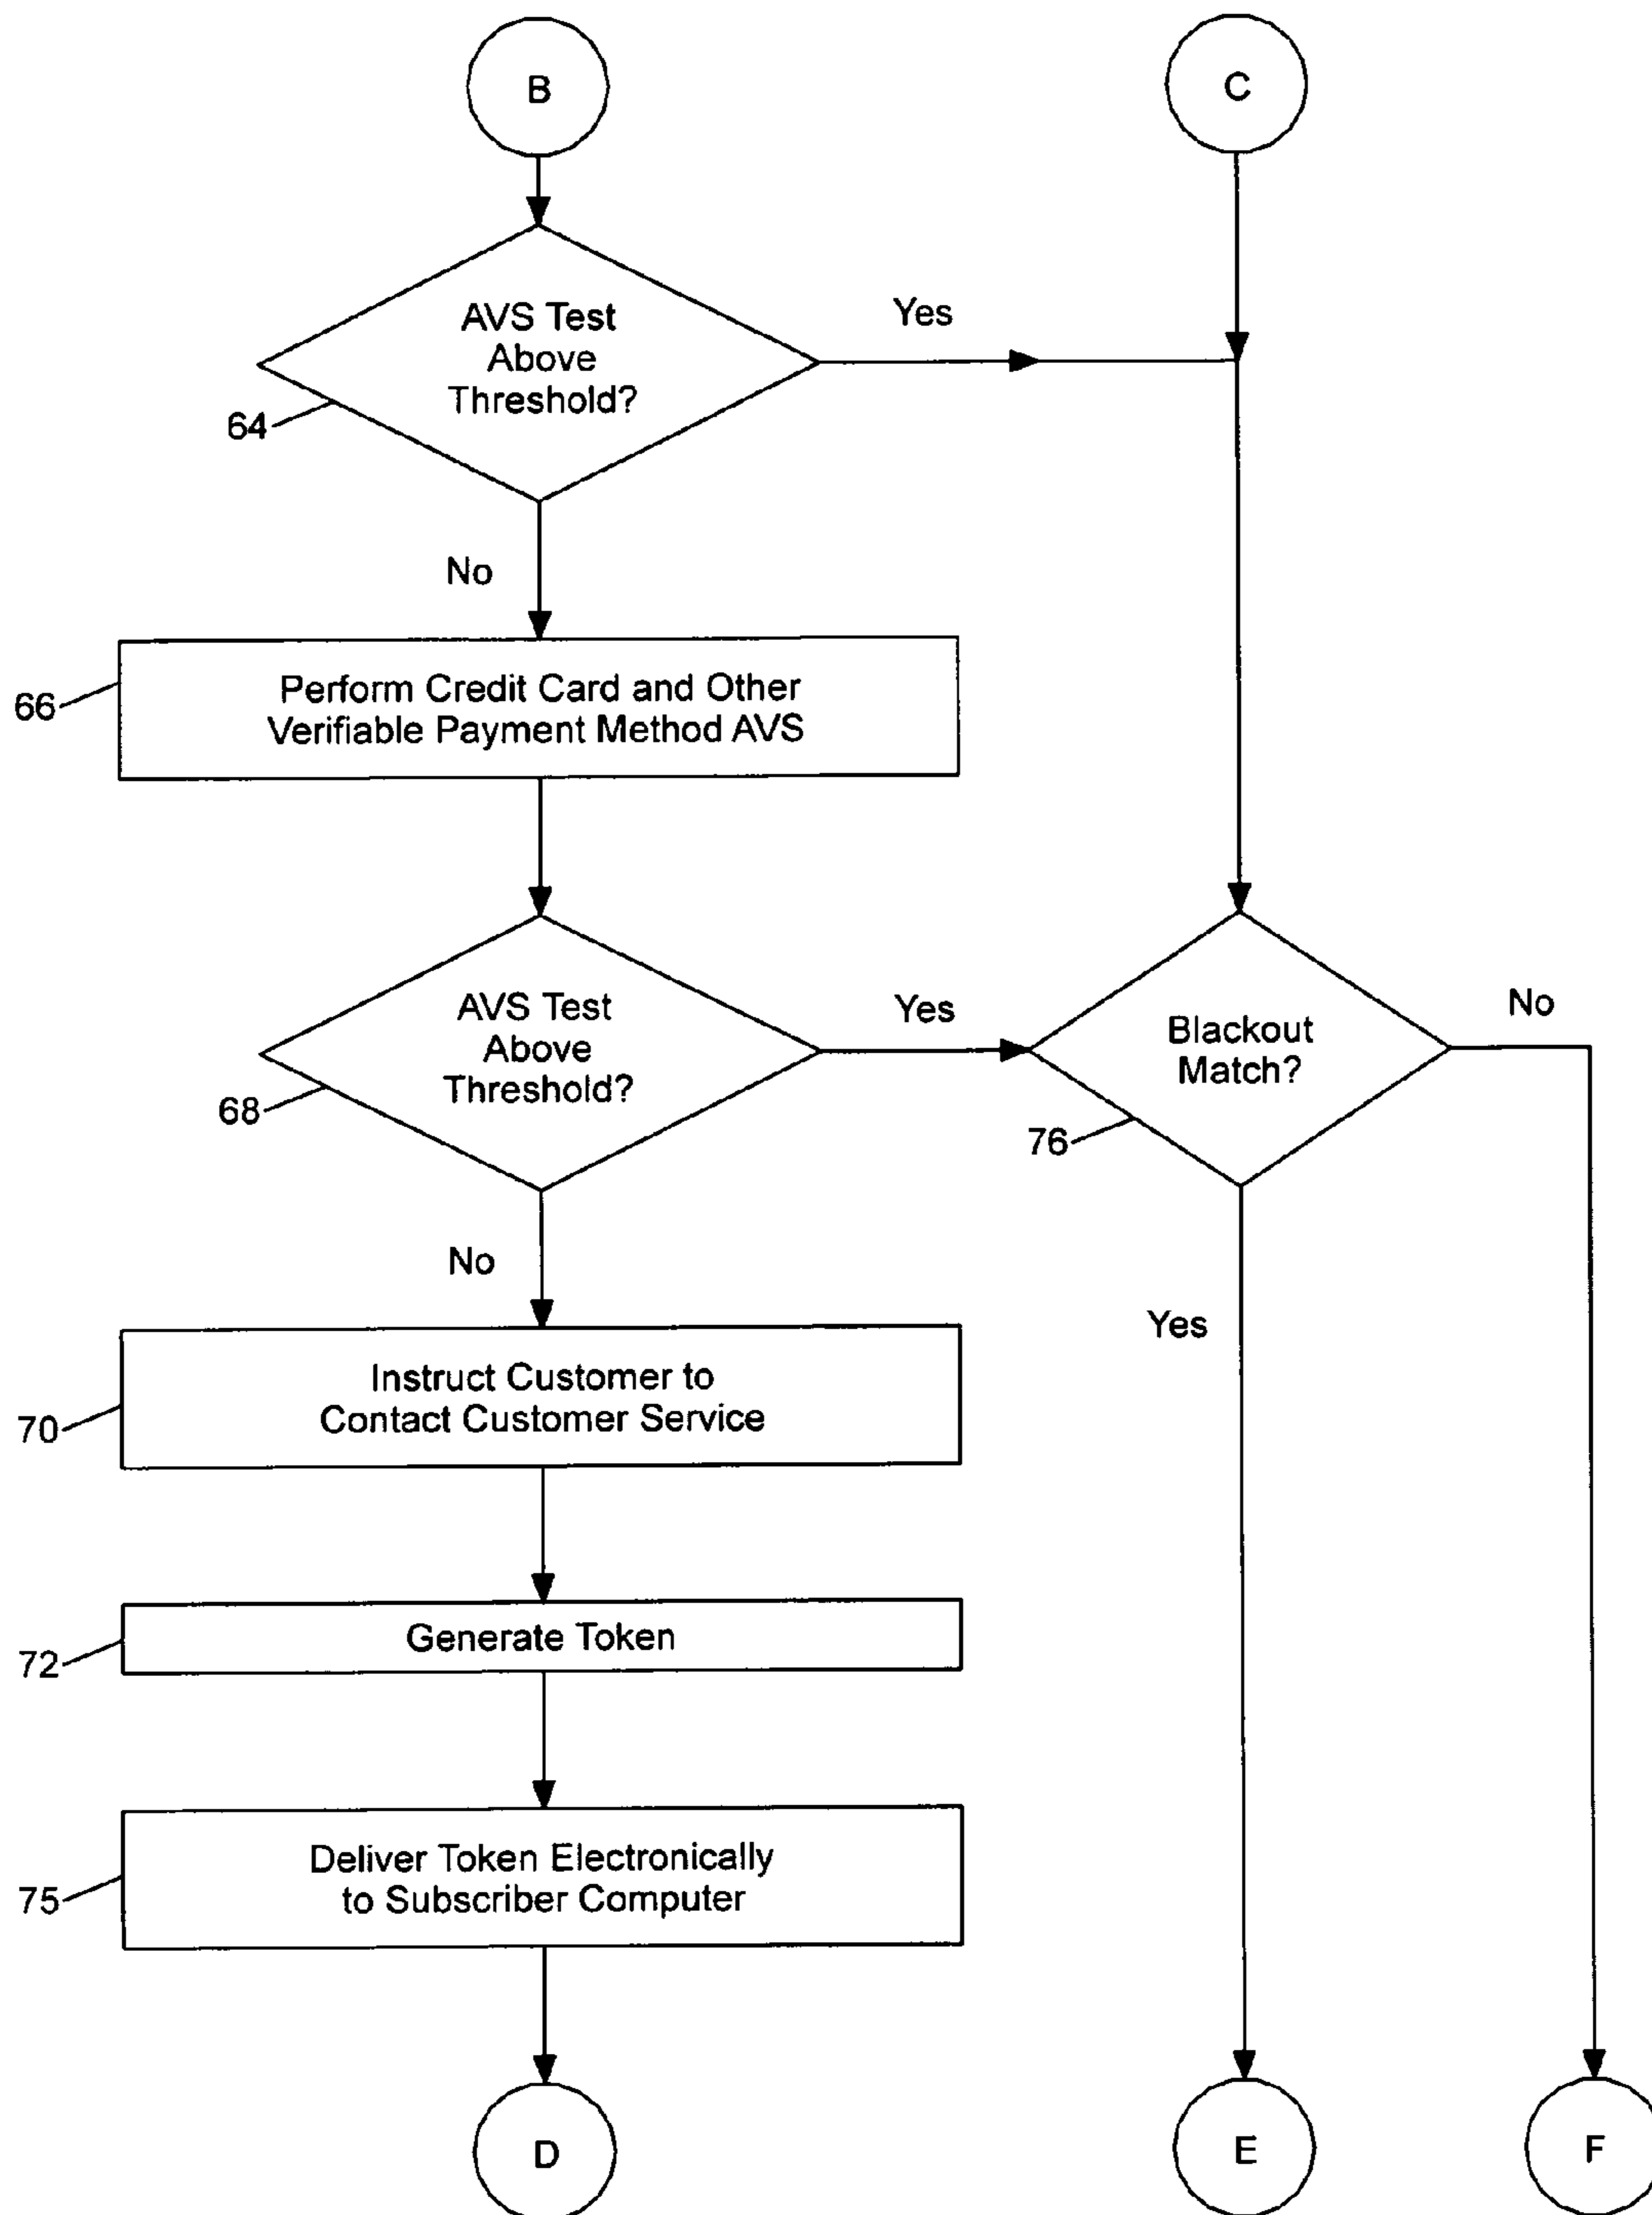 B
C
AVS Test
Above
Threshold?
Yes
64
No
66
Perform Credit Card and Other
Verifiable Payment Method AVS
AVS Test
Above
Threshold?
68
Yes
Blackout
Match?
76
No
No
Yes
70
Instruct Customer to
Contact Customer Service
72
Generate Token
75
Deliver Token Electronically
to Subscriber Computer
D
E
F